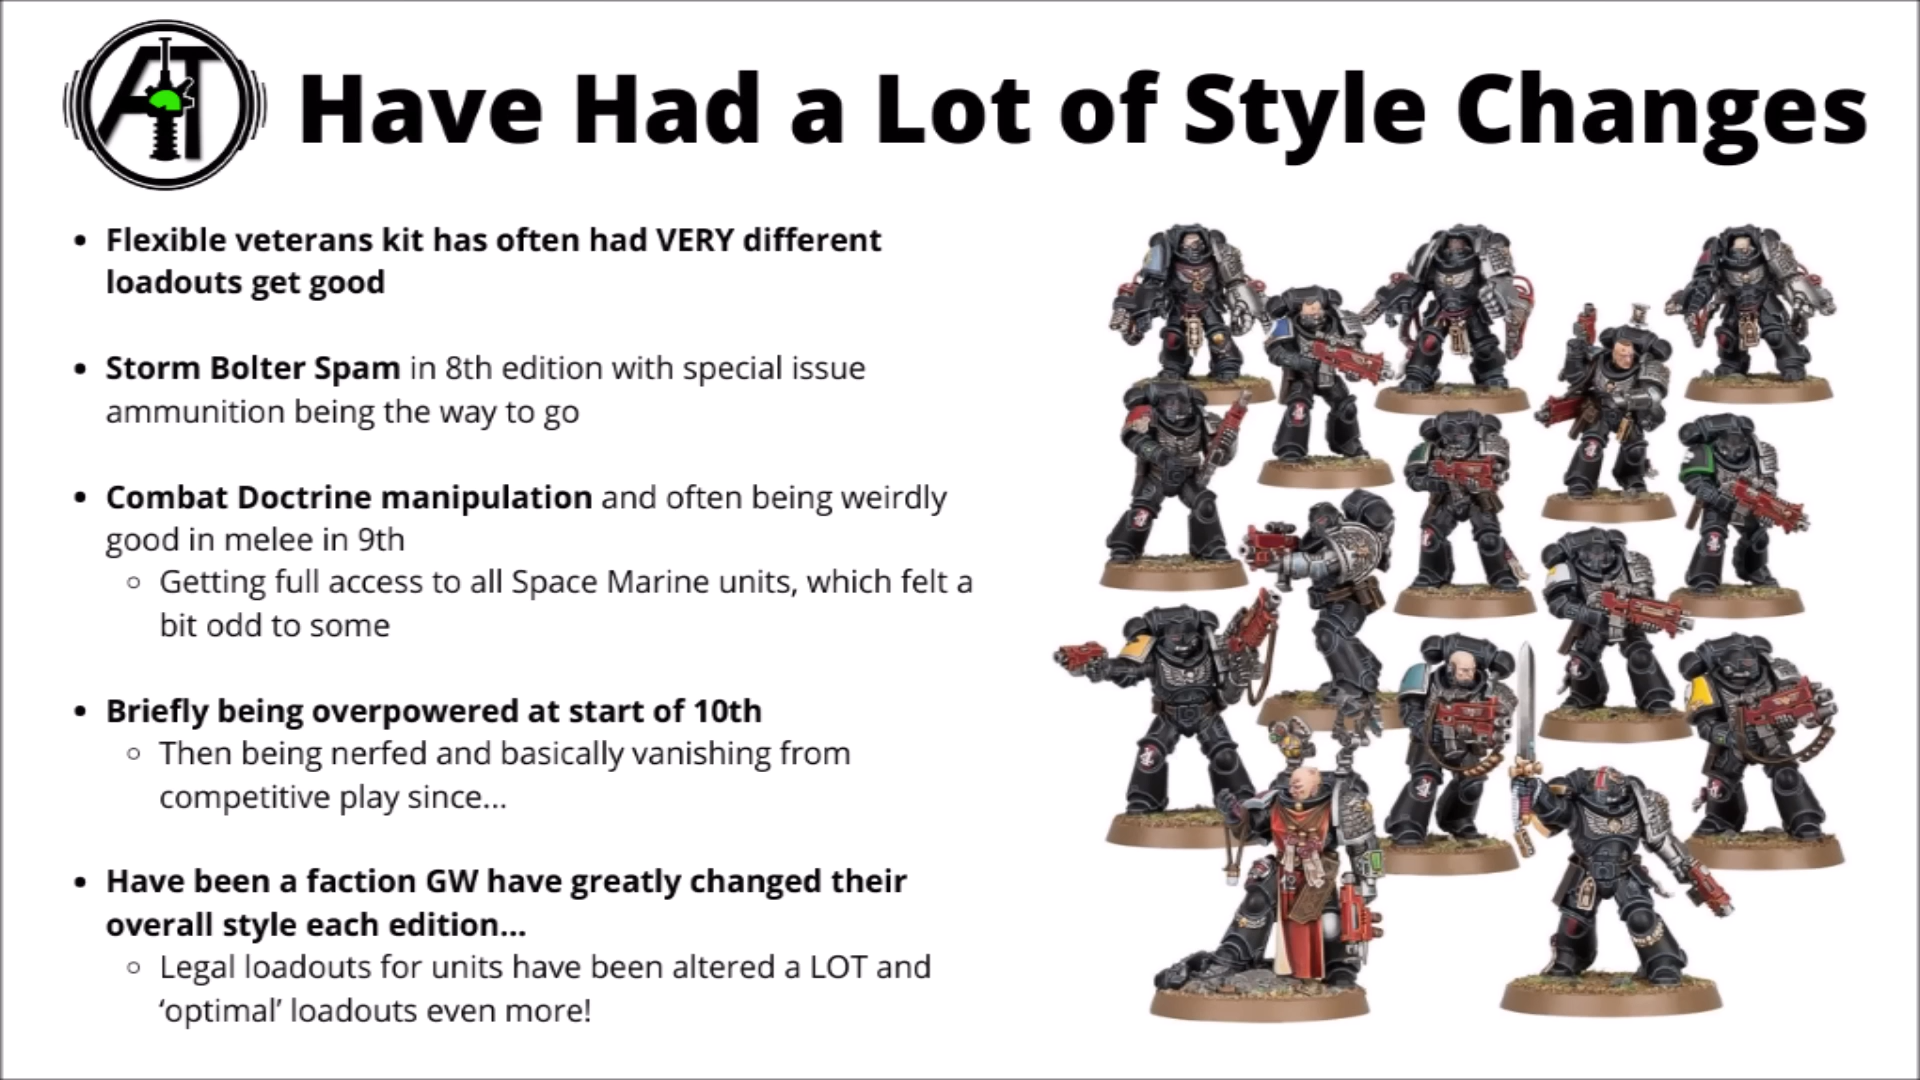 AT
Have Had a Lot of Style Changes
• Flexible veterans kit has often had VERY different
loadouts get good
• Storm Bolter Spam in 8th edition with special issue
ammunition being the way to go
• Combat Doctrine manipulation and often being weirdly
good in melee in 9th
◦ Getting full access to all Space Marine units, which felt a
bit odd to some
• Briefly being overpowered at start of 10th
◦ Then being nerfed and basically vanishing from
competitive play since...
• Have been a faction GW have greatly changed their
overall style each edition...
◦ Legal loadouts for units have been altered a LOT and
‘optimal’ loadouts even more!